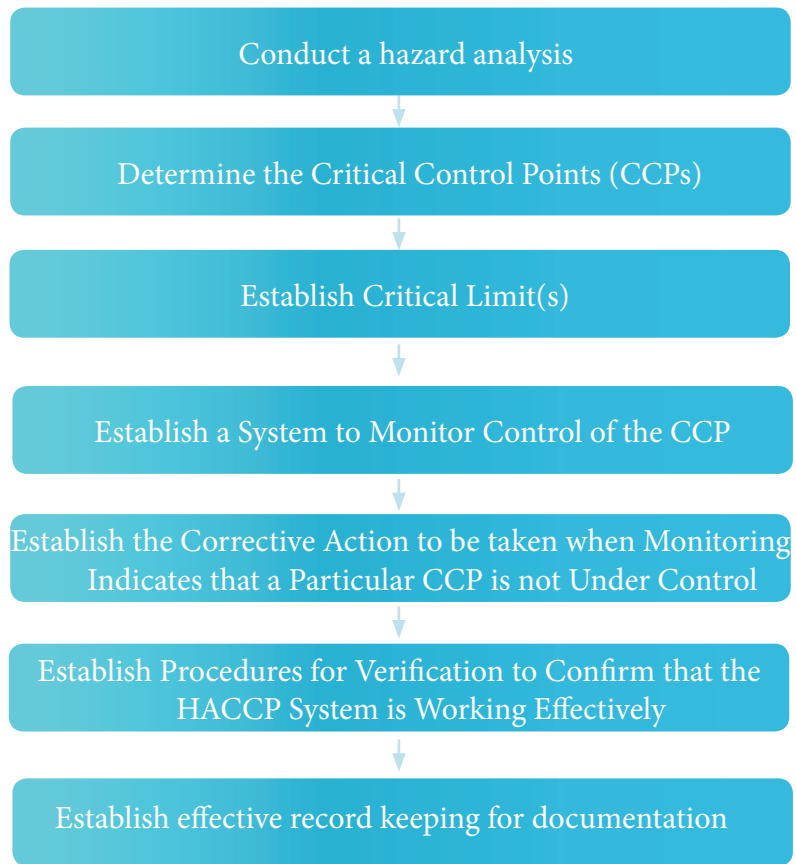 Conduct a hazard analysis
Determine the Critical Control Points (CCPs)
Establish Critical Limit(s)
Establish a System to Monitor Control of the CCP
Establish the Corrective Action to be taken when Monitoring
Indicates that a Particular CCP is not Under Control
Establish Procedures for Verification to Confirm that the
HACCP System is Working Effectively
Establish effective record keeping for documentation